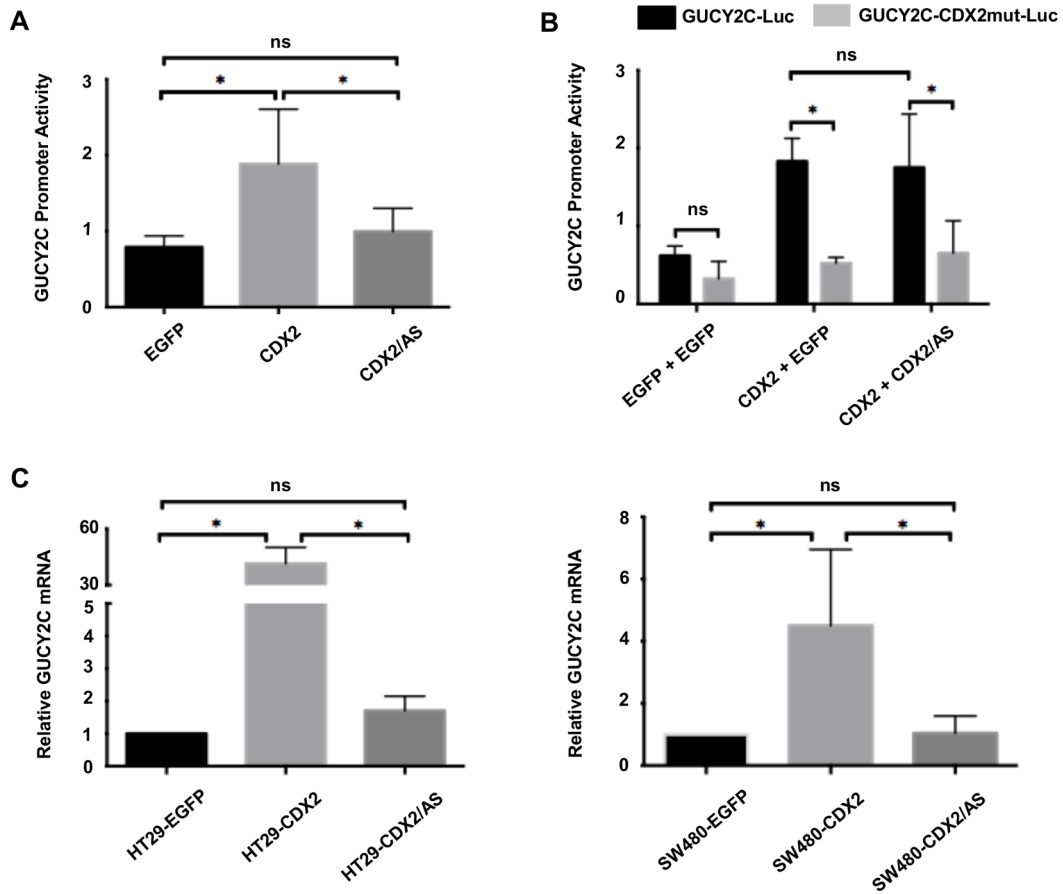 A
GUCY2C Promoter Activity
3
2
1
0
ns
*
*
EGFP
CDX2
CDX2/AS
B
GUCY2C-Luc
GUCY2C-CDX2mut-Luc
GUCY2C Promoter Activity
3
2
1
0
ns
ns
*
*
EGFP + EGFP
CDX2 + EGFP
CDX2 + CDX2/AS
C
Relative GUCY2C mRNA
60
30
5
4
3
2
1
0
ns
*
*
HT29-EGFP
HT29-CDX2
HT29-CDX2/AS
Relative GUCY2C mRNA
8
6
4
2
0
ns
*
*
SW480-EGFP
SW480-CDX2
SW480-CDX2/AS